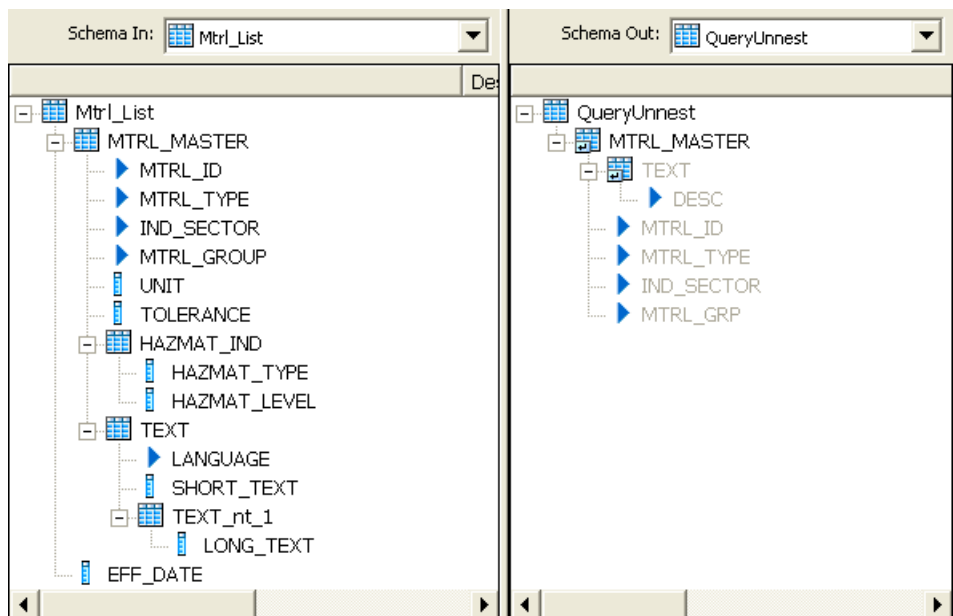 Schema In: Mtrl_List
Des
Mtrl_List
MTRL_MASTER
MTRL_ID
MTRL_TYPE
IND_SECTOR
MTRL_GROUP
UNIT
TOLERANCE
HAZMAT_IND
HAZMAT_TYPE
HAZMAT_LEVEL
TEXT
LANGUAGE
SHORT_TEXT
TEXT_nt_1
LONG_TEXT
EFF_DATE
Schema Out: QueryUnnest
QueryUnnest
MTRL_MASTER
TEXT
DESC
MTRL_ID
MTRL_TYPE
IND_SECTOR
MTRL_GRP